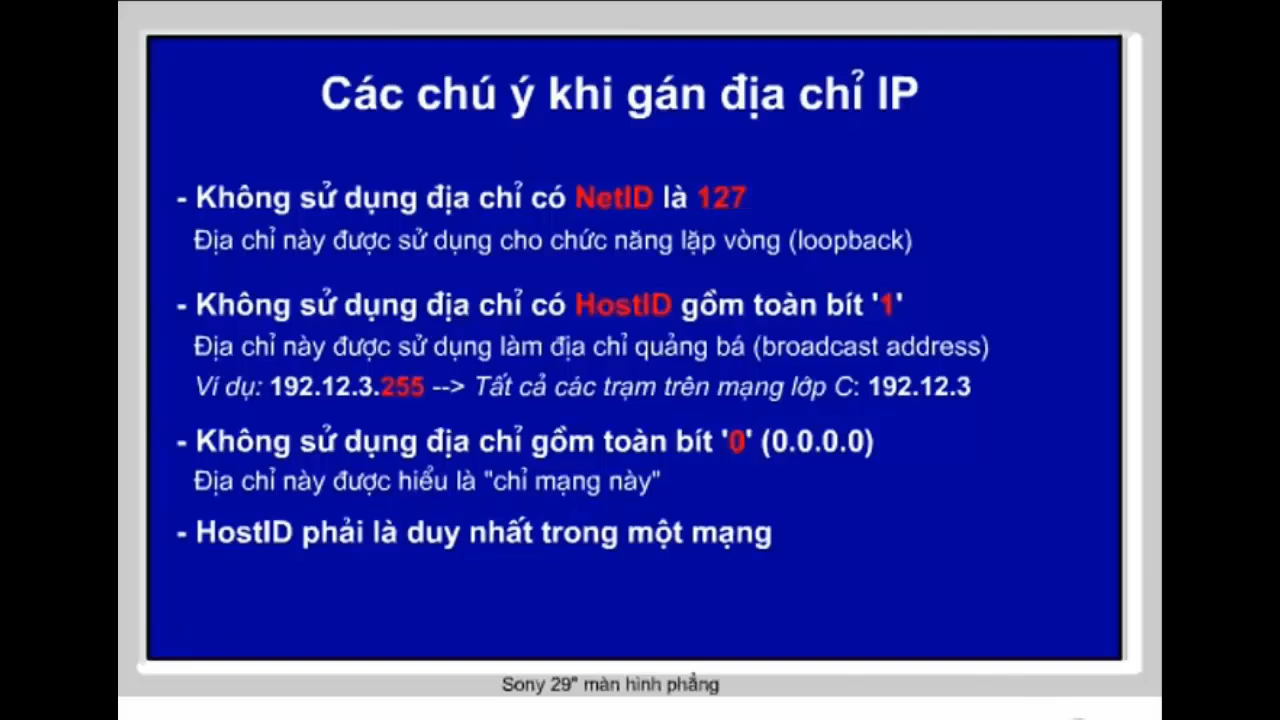 Các chú ý khi gán địa chỉ IP
- Không sử dụng địa chỉ có NetID là 127
Địa chỉ này được sử dụng cho chức năng lặp vòng (loopback)
- Không sử dụng địa chỉ có HostID gồm toàn bít '1'
Địa chỉ này được sử dụng làm địa chỉ quảng bá (broadcast address)
Ví dụ: 192.12.3.255 --> Tất cả các trạm trên mạng lớp C: 192.12.3
- Không sử dụng địa chỉ gồm toàn bít '0' (0.0.0.0)
Địa chỉ này được hiểu là "chỉ mạng này"
- HostID phải là duy nhất trong một mạng
Sony 29" màn hình phẳng